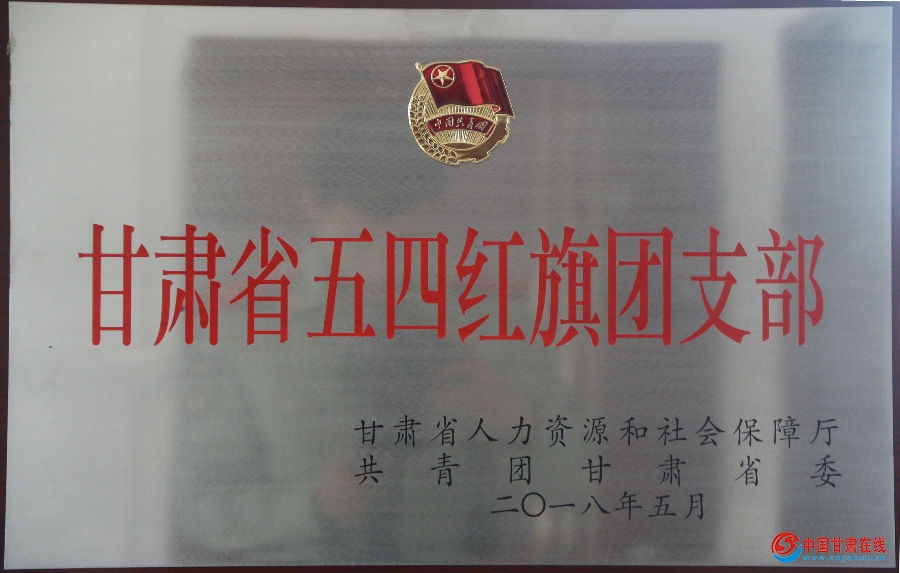 中国共青团
甘肃省五四红旗团支部
甘肃省人力资源和社会保障厅
共青团甘肃省委
二〇一八年五月
中国甘肃在线